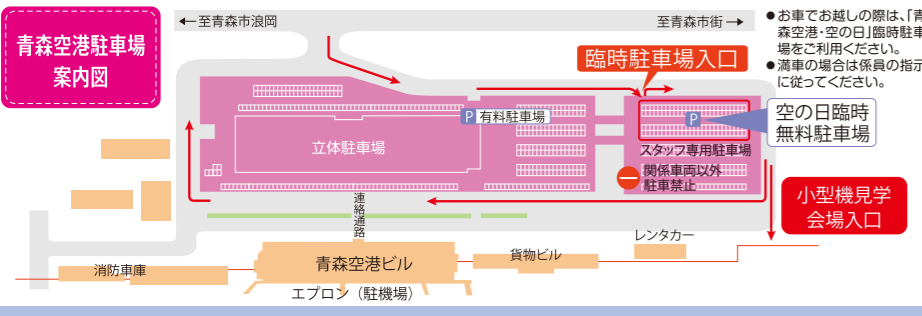 青森空港駐車場
案内図
←至青森市浪岡
至青森市街→
●お車でお越しの際は、「青
森空港・空の日」臨時駐車
場をご利用ください。
●満車の場合は係員の指示
に従ってください。
臨時駐車場入口
P 有料駐車場
P
空の日臨時
無料駐車場
立体駐車場
スタッフ専用駐車場
関係車両以外
駐車禁止
小型機見学
会場入口
連絡通路
レンタカー
消防車庫
青森空港ビル
貨物ビル
エプロン（駐機場）